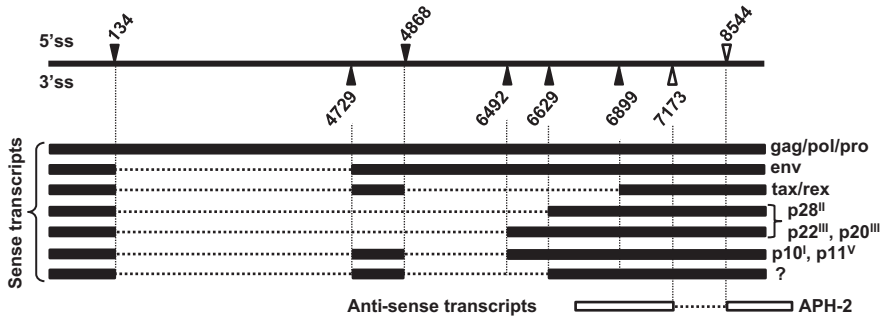 5'ss
134
4868
8544
3'ss
4729
6492
6629
6899
7173
Sense transcripts
gag/pol/pro
env
tax/rex
p28II
p22III, p20III
p10I, p11V
?
Anti-sense transcripts
APH-2